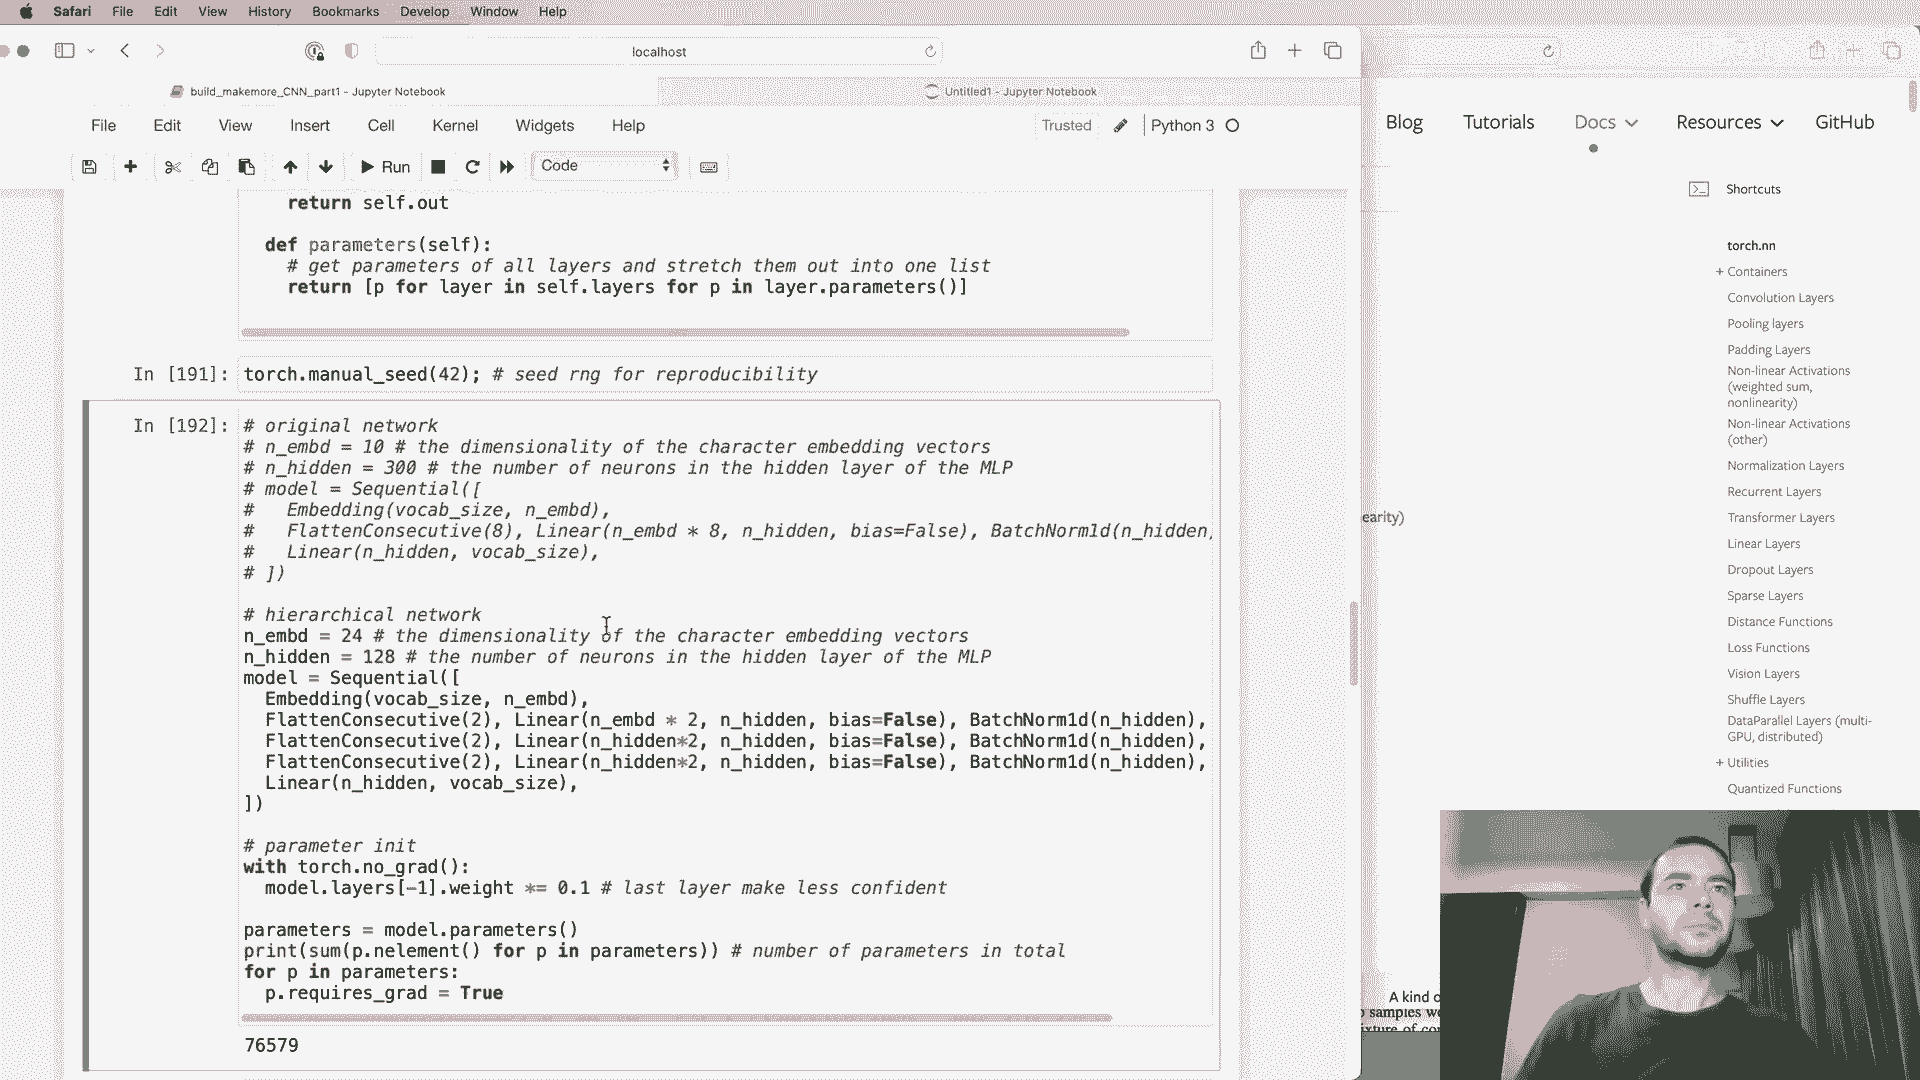 Safari File Edit View History Bookmarks Develop Window Help
localhost
build_makemore_CNN_part1 - Jupyter Notebook
Untitled1 - Jupyter Notebook
File Edit View Insert Cell Kernel Widgets Help
Trusted
Python 3
Run
Code
return self.out
def parameters(self):
# get parameters of all layers and stretch them out into one list
return [p for layer in self.layers for p in layer.parameters()]
In [191]: torch.manual_seed(42); # seed rng for reproducibility
In [192]: # original network
# n_embd = 10 # the dimensionality of the character embedding vectors
# n_hidden = 300 # the number of neurons in the hidden layer of the MLP
# model = Sequential([
#   Embedding(vocab_size, n_embd),
#   FlattenConsecutive(8), Linear(n_embd * 8, n_hidden, bias=False), BatchNorm1d(n_hidden)
#   Linear(n_hidden, vocab_size),
# ])
# hierarchical network
n_embd = 24 # the dimensionality of the character embedding vectors
n_hidden = 128 # the number of neurons in the hidden layer of the MLP
model = Sequential([
Embedding(vocab_size, n_embd),
FlattenConsecutive(2), Linear(n_embd * 2, n_hidden, bias=False), BatchNorm1d(n_hidden),
FlattenConsecutive(2), Linear(n_hidden*2, n_hidden, bias=False), BatchNorm1d(n_hidden),
FlattenConsecutive(2), Linear(n_hidden*2, n_hidden, bias=False), BatchNorm1d(n_hidden),
Linear(n_hidden, vocab_size),
])
# parameter init
with torch.no_grad():
model.layers[-1].weight *= 0.1 # last layer make less confident
parameters = model.parameters()
print(sum(p.nelement() for p in parameters)) # number of parameters in total
for p in parameters:
p.requires_grad = True
76579
Blog Tutorials Docs Resources GitHub
Shortcuts
torch.nn
+ Containers
Convolution Layers
Pooling layers
Padding Layers
Non-linear Activations
(weighted sum,
nonlinearity)
Non-linear Activations
(other)
Normalization Layers
Recurrent Layers
Transformer Layers
Linear Layers
Dropout Layers
Sparse Layers
Distance Functions
Loss Functions
Vision Layers
Shuffle Layers
DataParallel Layers (multi-
GPU, distributed)
+ Utilities
Quantized Functions
earity)
A kind o
samples w